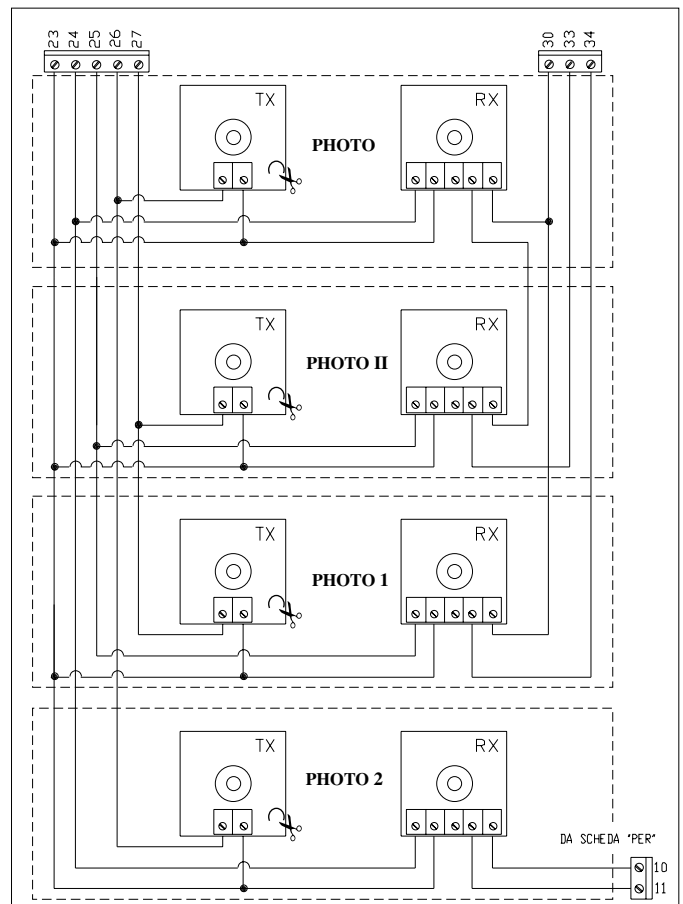 23 24 25 26 27
30 33 34
TX PHOTO RX
TX PHOTO II RX
TX PHOTO 1 RX
TX PHOTO 2 RX
DA SCHEDA "PER"
10
11